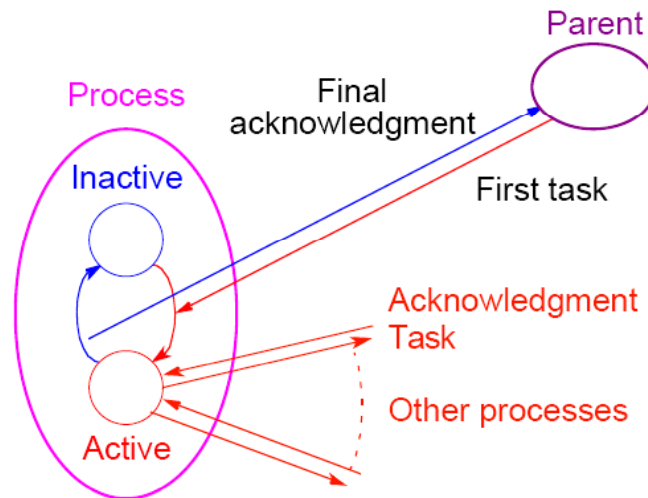 Parent
Process
Final
acknowledgment
Inactive
First task
Acknowledgment
Task
Other processes
Active